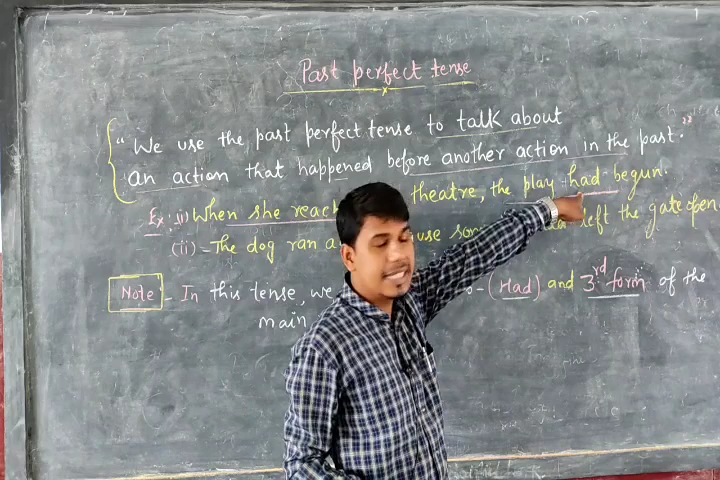 Past perfect tense
"We use the past perfect tense to talk about
an action that happened before another action in the past."
Ex: i) When she reach theatre, the play had begun.
(ii) - The dog ran a use som left the gate open
Note - In this tense, we (Had) and 3rd form of the
main